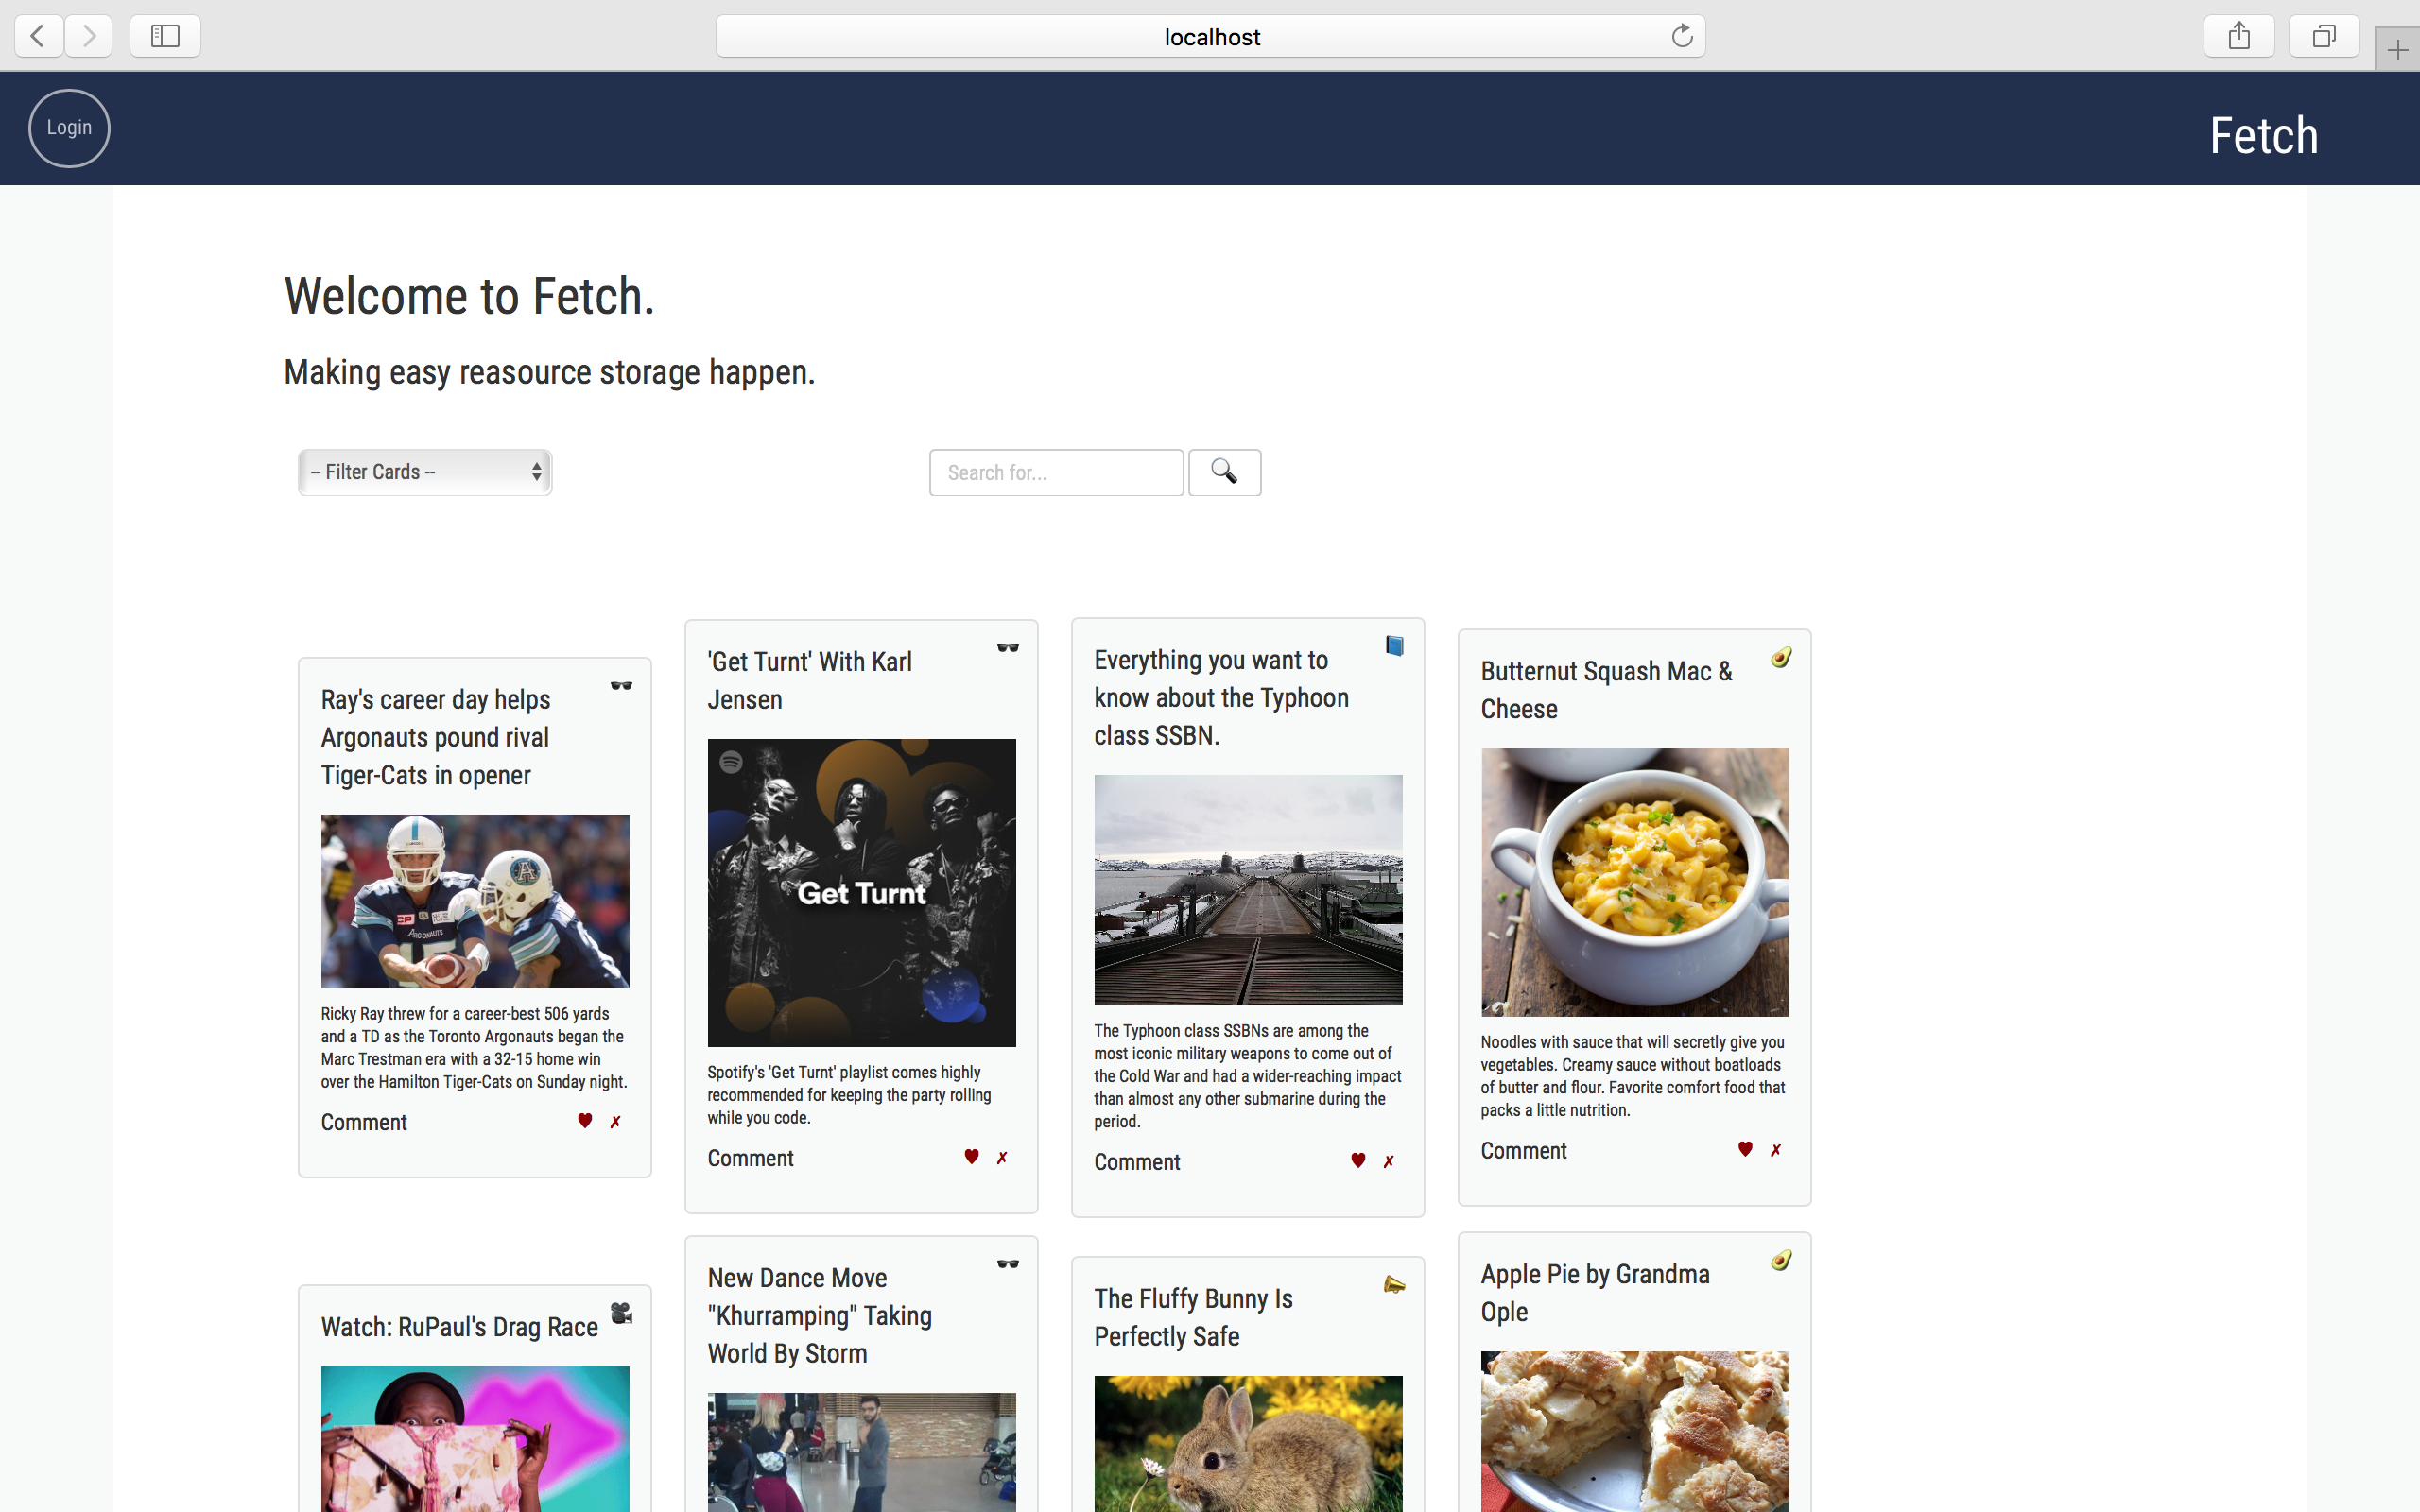 localhost
Login
Fetch
Welcome to Fetch.
Making easy reasource storage happen.
-- Filter Cards --
Search for...
Ray's career day helps
Argonauts pound rival
Tiger-Cats in opener
ARGONAUTS
15
A
Ricky Ray threw for a career-best 506 yards
and a TD as the Toronto Argonauts began the
Marc Trestman era with a 32-15 home win
over the Hamilton Tiger-Cats on Sunday night.
Comment
'Get Turnt' With Karl
Jensen
Get Turnt
Spotify's 'Get Turnt' playlist comes highly
recommended for keeping the party rolling
while you code.
Comment
Everything you want to
know about the Typhoon
class SSBN.
The Typhoon class SSBNs are among the
most iconic military weapons to come out of
the Cold War and had a wider-reaching impact
than almost any other submarine during the
period.
Comment
Butternut Squash Mac &
Cheese
Noodles with sauce that will secretly give you
vegetables. Creamy sauce without boatloads
of butter and flour. Favorite comfort food that
packs a little nutrition.
Comment
Watch: RuPaul's Drag Race
New Dance Move
"Khurramping" Taking
World By Storm
The Fluffy Bunny Is
Perfectly Safe
Apple Pie by Grandma
Ople